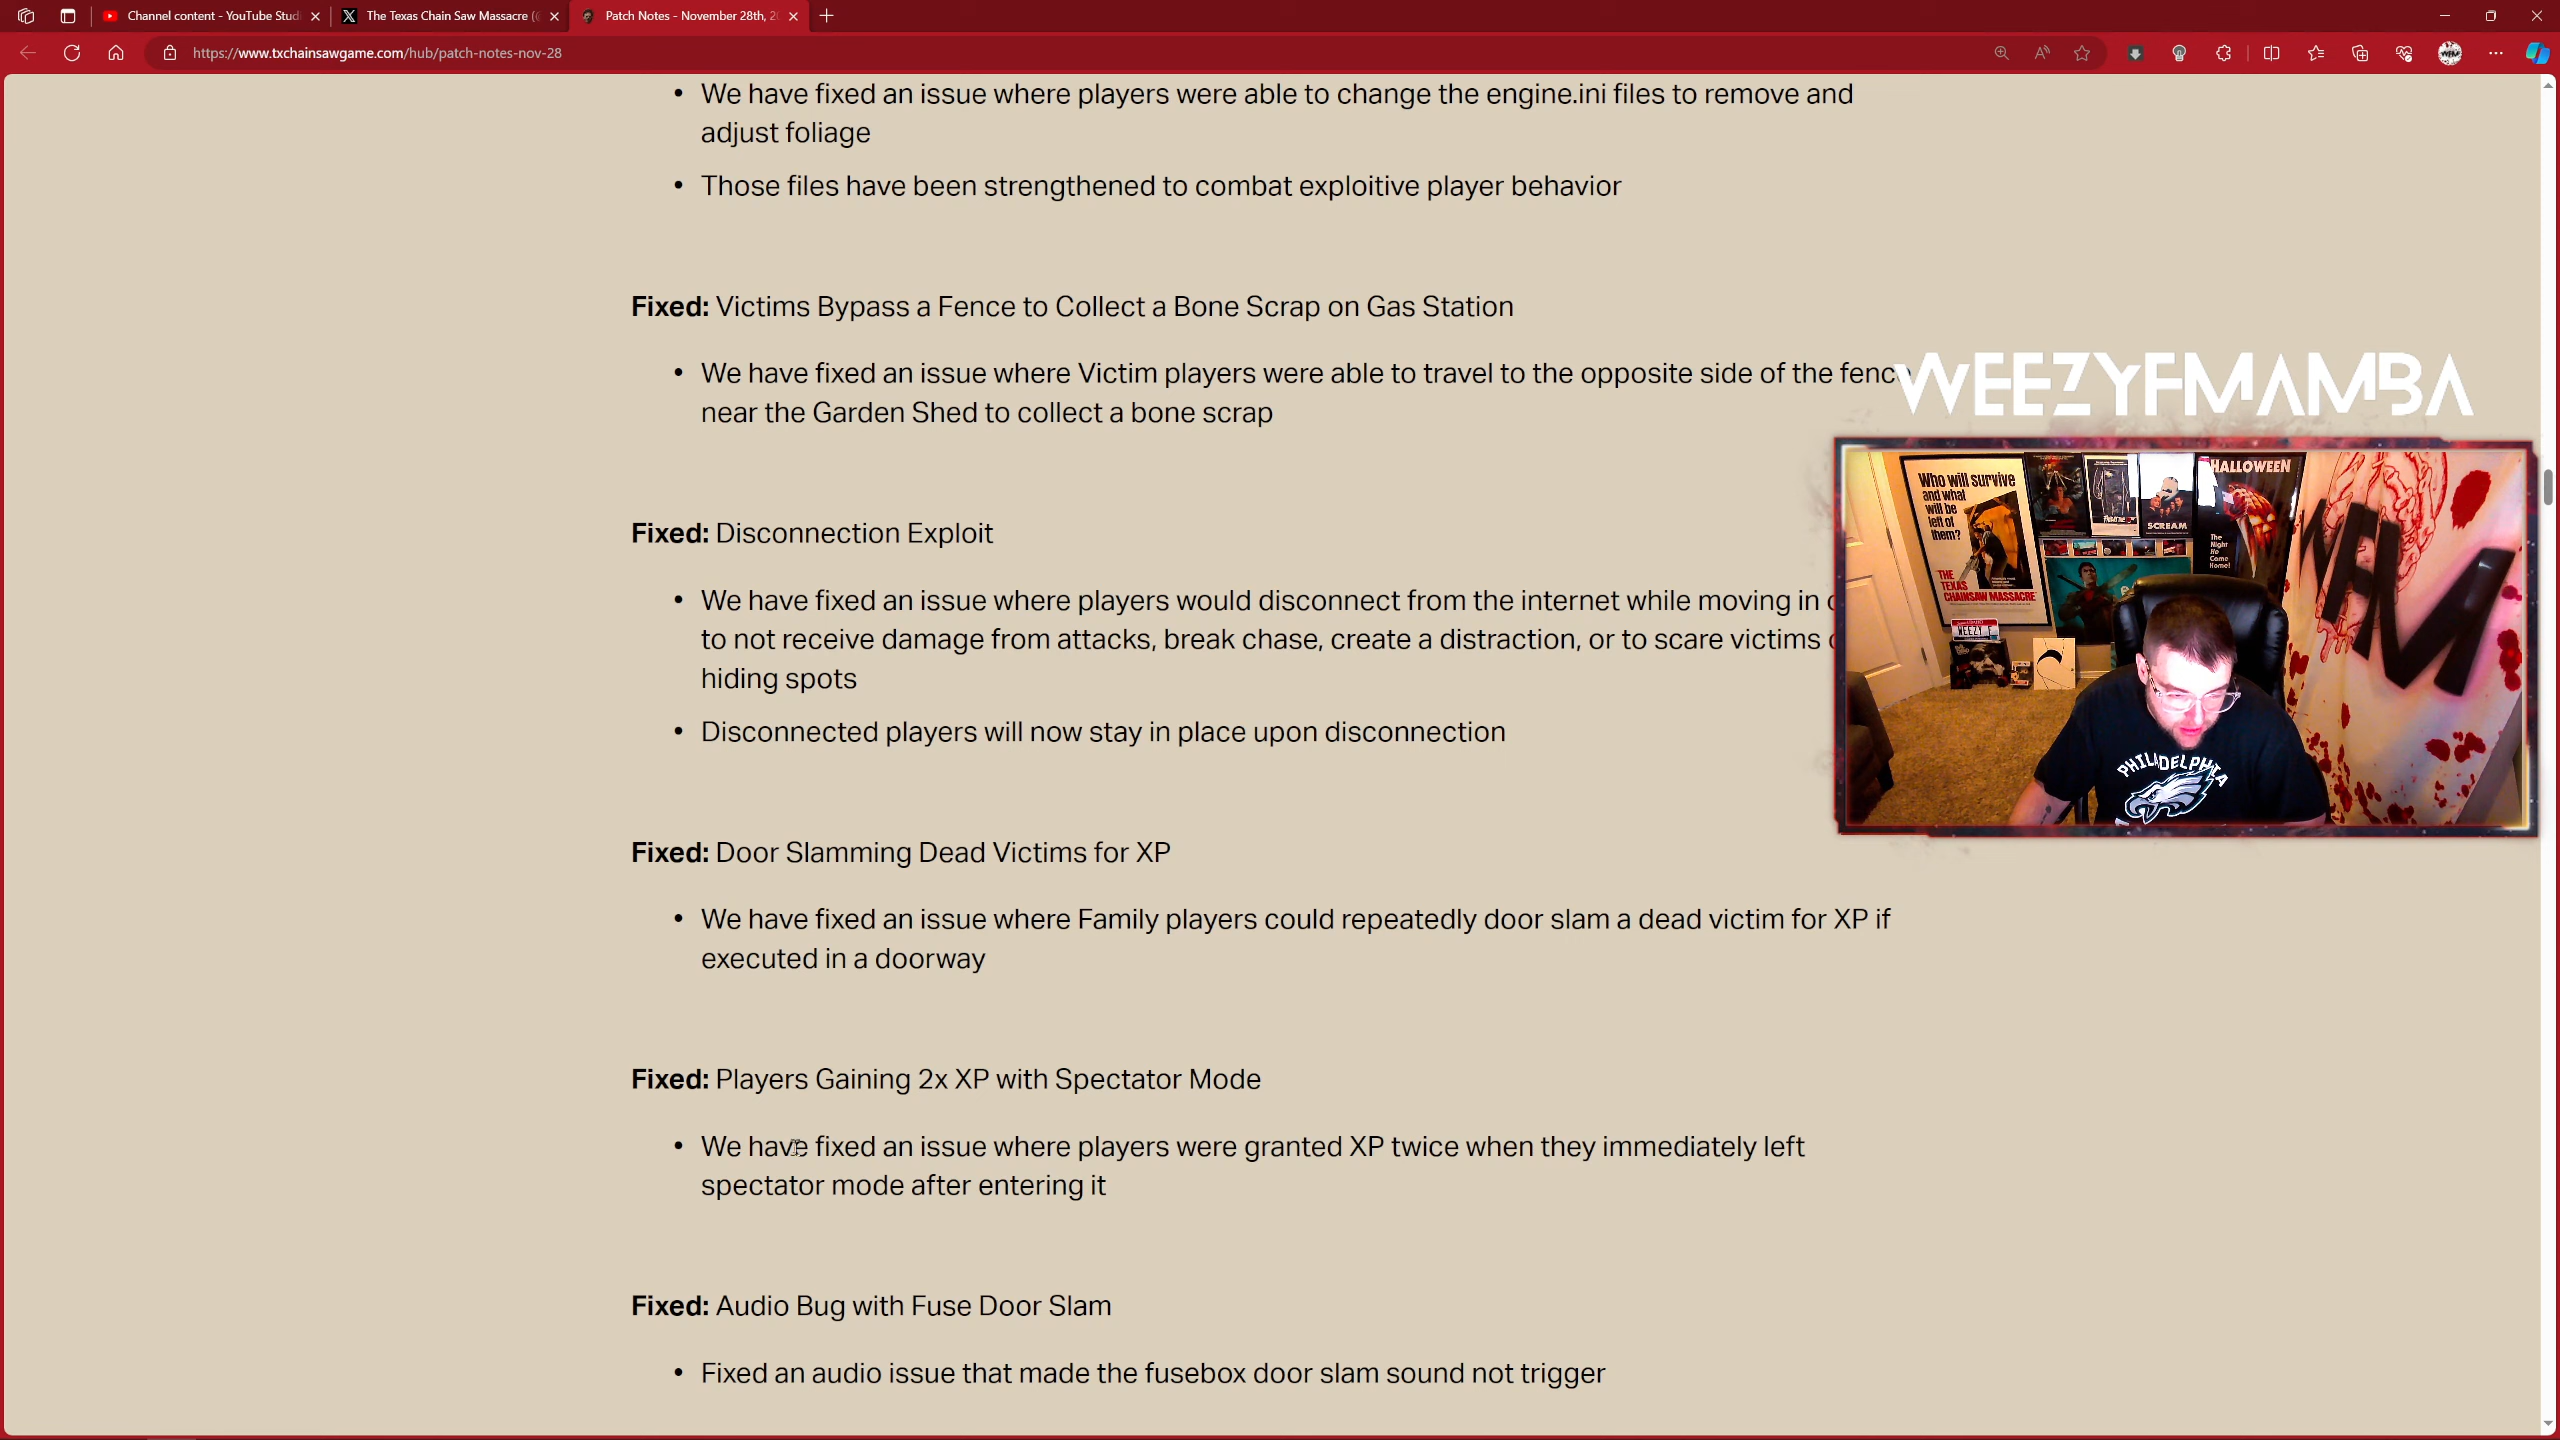 Channel content - YouTube Stud
The Texas Chain Saw Massacre (@
Patch Notes - November 28th, 2
https://www.txchainsawgame.com/hub/patch-notes-nov-28
• We have fixed an issue where players were able to change the engine.ini files to remove and
adjust foliage
• Those files have been strengthened to combat exploitive player behavior
Fixed: Victims Bypass a Fence to Collect a Bone Scrap on Gas Station
• We have fixed an issue where Victim players were able to travel to the opposite side of the fence
near the Garden Shed to collect a bone scrap
Fixed: Disconnection Exploit
• We have fixed an issue where players would disconnect from the internet while moving in
to not receive damage from attacks, break chase, create a distraction, or to scare victims
hiding spots
• Disconnected players will now stay in place upon disconnection
Fixed: Door Slamming Dead Victims for XP
• We have fixed an issue where Family players could repeatedly door slam a dead victim for XP if
executed in a doorway
Fixed: Players Gaining 2x XP with Spectator Mode
• We have fixed an issue where players were granted XP twice when they immediately left
spectator mode after entering it
Fixed: Audio Bug with Fuse Door Slam
• Fixed an audio issue that made the fusebox door slam sound not trigger
WEEZYFMAMBA
Who will survive
and what
will be
left of
them?
THE
TEXAS
CHAINSAW MASSACRE
WEEZY F
SCREAM
HALLOWEEN
The
Night
He
Came
Home!
PHILADELPHIA